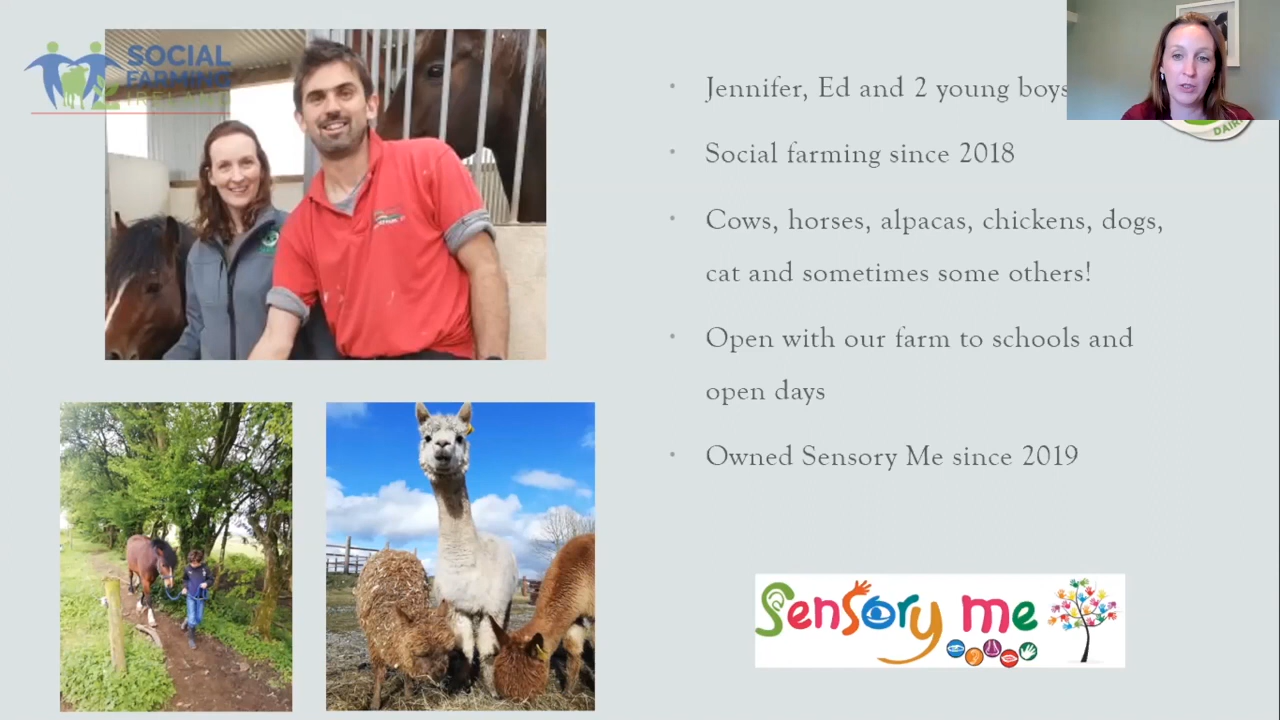 SOCIAL
FARMING
IRELAND
Jennifer, Ed and 2 young boys
Social farming since 2018
Cows, horses, alpacas, chickens, dogs,
cat and sometimes some others!
Open with our farm to schools and
open days
Owned Sensory Me since 2019
Sensory me